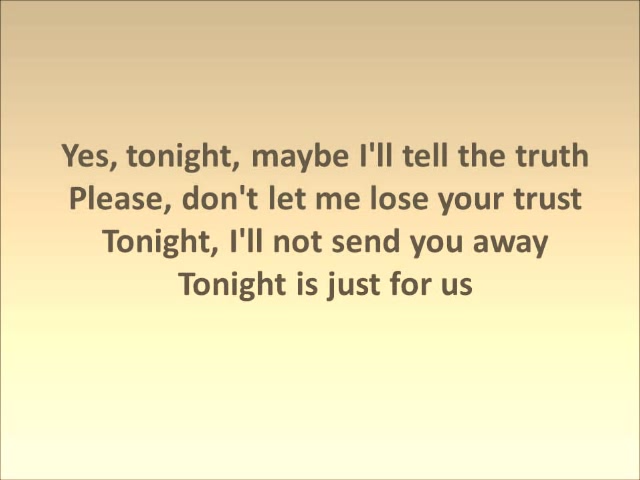 Yes, tonight, maybe I'll tell the truth
Please, don't let me lose your trust
Tonight, I'll not send you away
Tonight is just for us